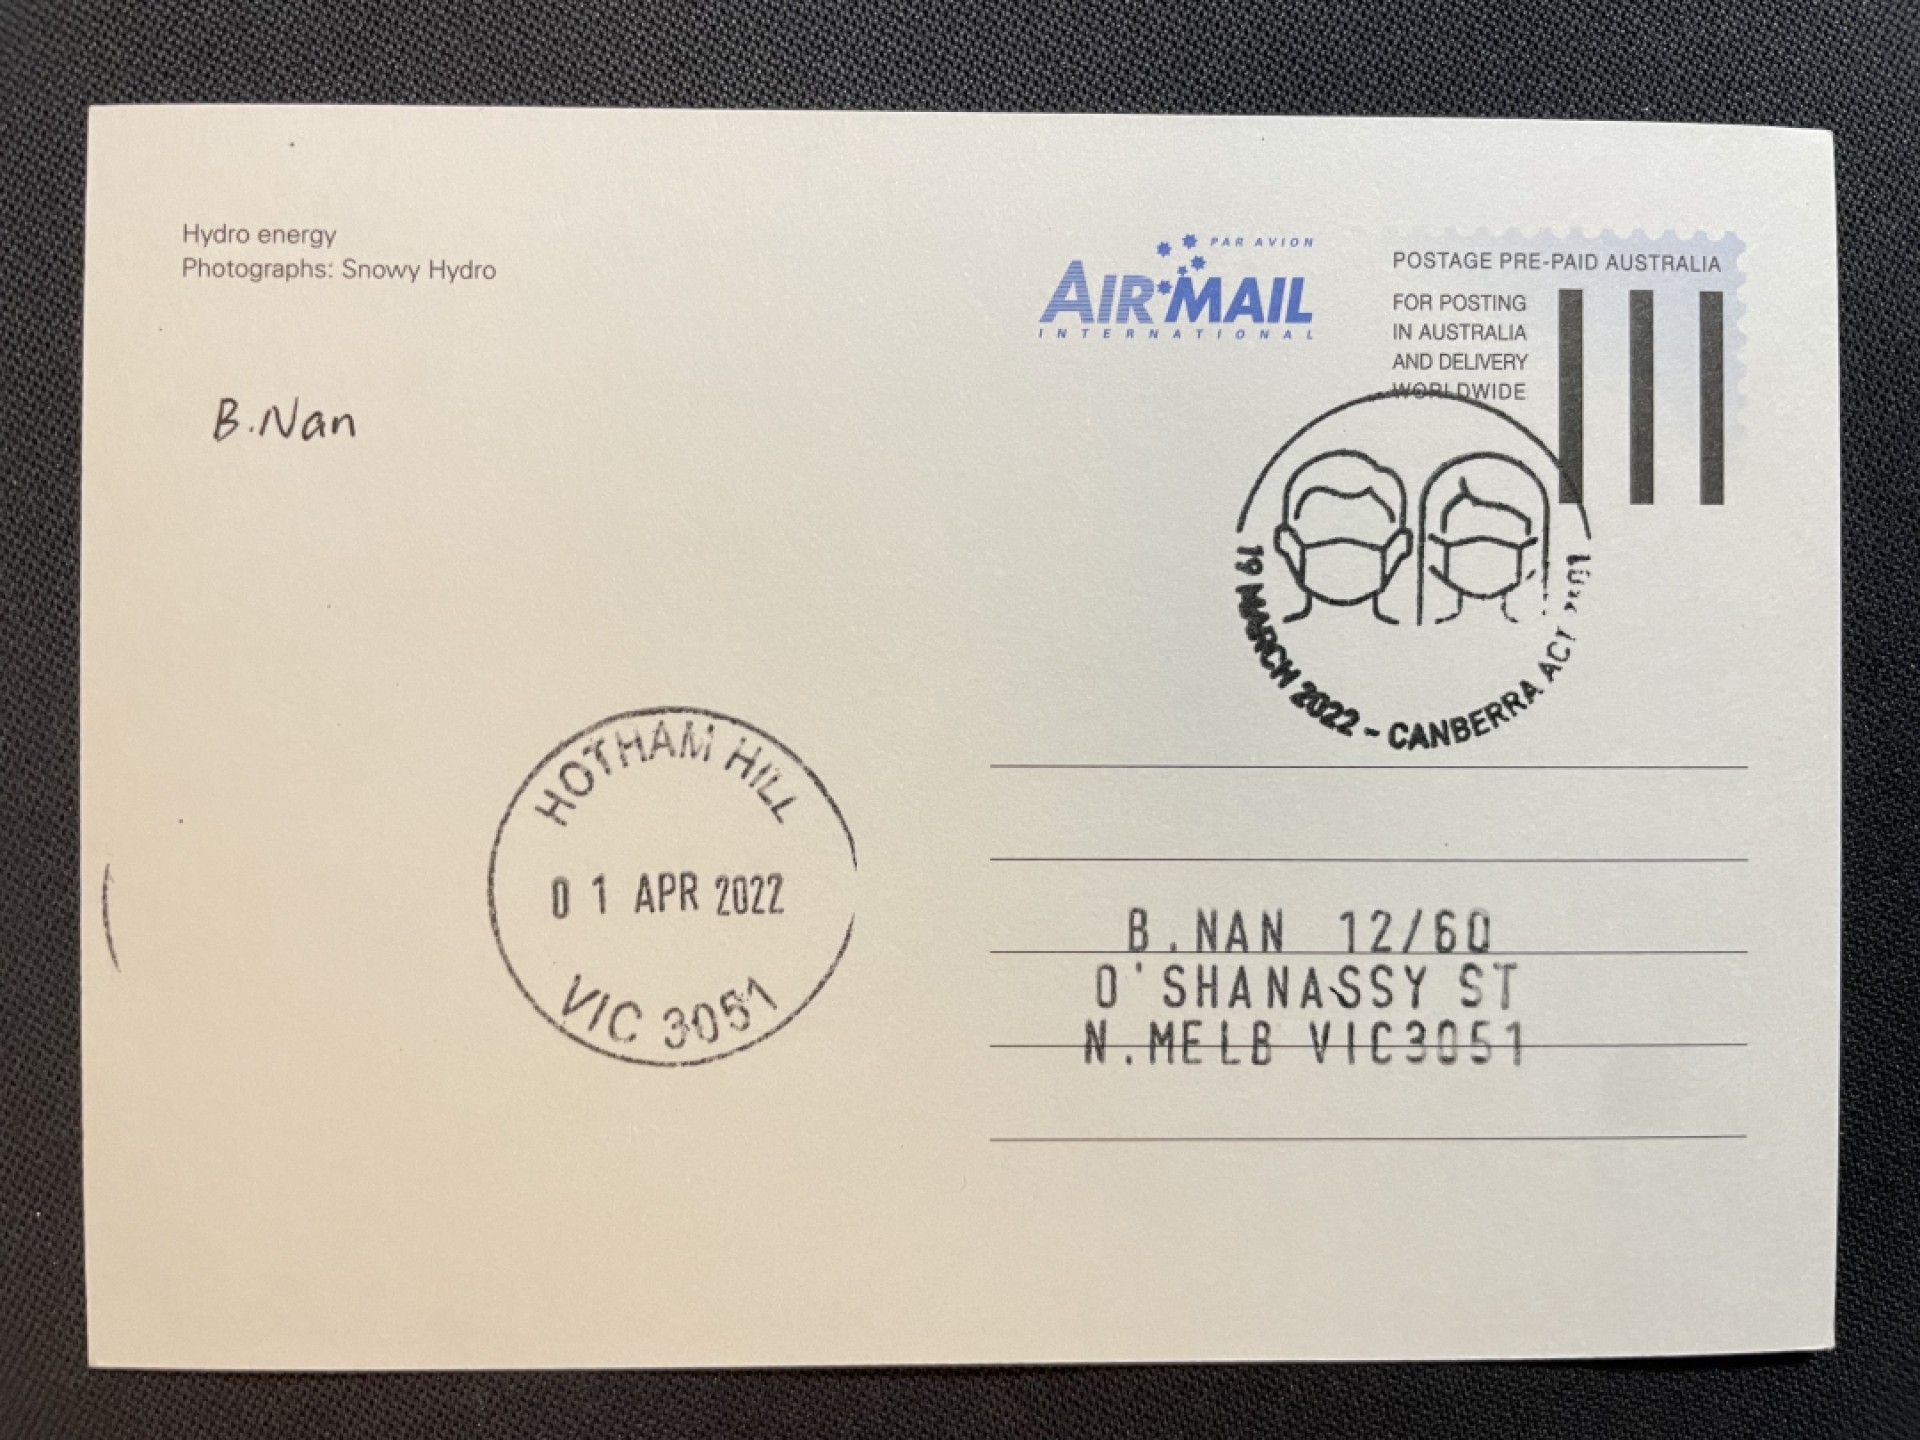 Hydro energy
Photographs: Snowy Hydro
B.Nan
PAR AVION
AIR MAIL
INTERNATIONAL
POSTAGE PRE-PAID AUSTRALIA
FOR POSTING
IN AUSTRALIA
AND DELIVERY
WORLDWIDE
19 MARCH 2022 - CANBERRA ACT
HOTHAM HILL
01 APR 2022
VIC 3051
B.NAN 12/60
O'SHANASSY ST
N.MELB VIC3051